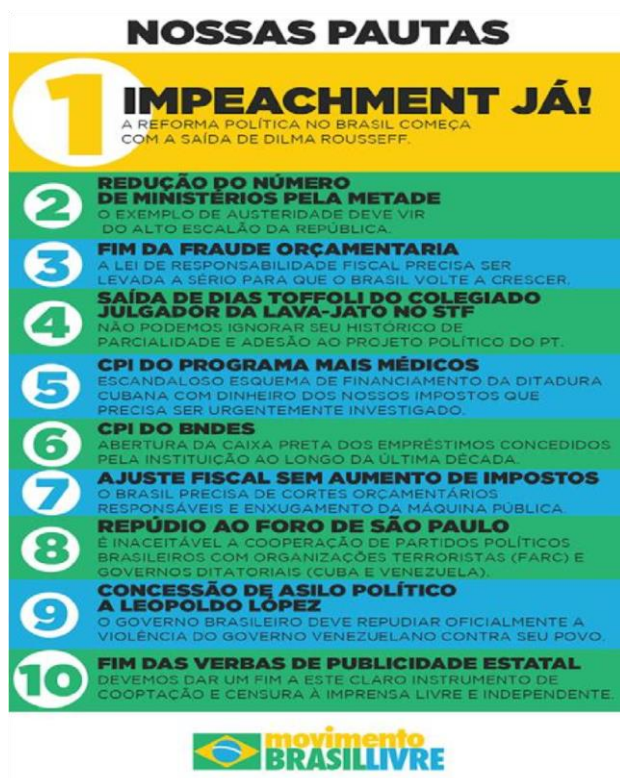 NOSSAS PAUTAS
1
IMPEACHMENT JÁ!
A REFORMA POLÍTICA NO BRASIL COMEÇA
COM A SAÍDA DE DILMA ROUSSEFF.
2
REDUÇÃO DO NÚMERO
DE MINISTÉRIOS PELA METADE
O EXEMPLO DE AUSTERIDADE DEVE VIR
DO ALTO ESCALÃO DA REPÚBLICA.
3
FIM DA FRAUDE ORÇAMENTARIA
A LEI DE RESPONSABILIDADE FISCAL PRECISA SER
LEVADA A SÉRIO PARA QUE O BRASIL VOLTE A CRESCER.
4
SAÍDA DE DIAS TOFFOLI DO COLEGIADO
JULGADOR DA LAVA-JATO NO STF
NÃO PODEMOS IGNORAR SEU HISTÓRICO DE
PARCIALIDADE E ADESÃO AO PROJETO POLÍTICO DO PT.
5
CPI DO PROGRAMA MAIS MÉDICOS
ESCANDALOSO ESQUEMA DE FINANCIAMENTO DA DITADURA
CUBANA COM DINHEIRO DOS NOSSOS IMPOSTOS QUE
PRECISA SER URGENTEMENTE INVESTIGADO.
6
CPI DO BNDES
ABERTURA DA CAIXA PRETA DOS EMPRÉSTIMOS CONCEDIDOS
PELA INSTITUIÇÃO AO LONGO DA ÚLTIMA DÉCADA.
7
AJUSTE FISCAL SEM AUMENTO DE IMPOSTOS
O BRASIL PRECISA DE CORTES ORÇAMENTÁRIOS
RESPONSÁVEIS E ENXUGAMENTO DA MÁQUINA PÚBLICA.
8
REPÚDIO AO FORO DE SÃO PAULO
É INACEITÁVEL A COOPERAÇÃO DE PARTIDOS POLÍTICOS
BRASILEIROS COM ORGANIZAÇÕES TERRORISTAS (FARC) E
GOVERNOS DITATORIAIS (CUBA E VENEZUELA).
9
CONCESSÃO DE ASILO POLÍTICO
A LEOPOLDO LÓPEZ
O GOVERNO BRASILEIRO DEVE REPUDIAR OFICIALMENTE A
VIOLÊNCIA DO GOVERNO VENEZUELANO CONTRA SEU POVO.
10
FIM DAS VERBAS DE PUBLICIDADE ESTATAL
DEVEMOS DAR UM FIM A ESTE CLARO INSTRUMENTO DE
COOPTAÇÃO E CENSURA À IMPRENSA LIVRE E INDEPENDENTE.
movimento
BRASILLIVRE